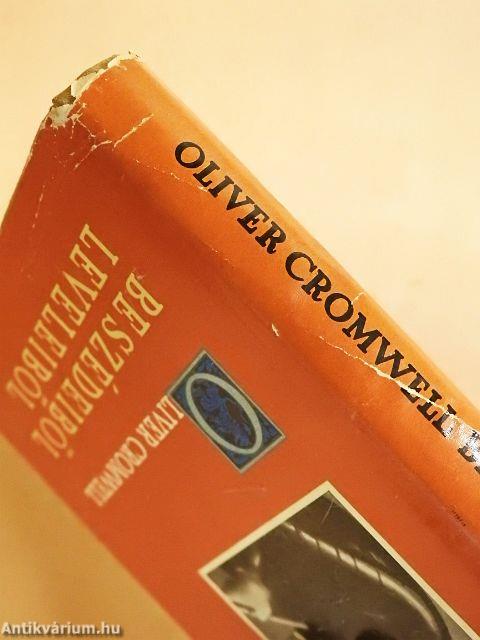 OLIVER CROMWELL
OLIVER CROMWELL
BESZÉDEIBŐL
LEVELEIBŐL
Antikvárium.hu